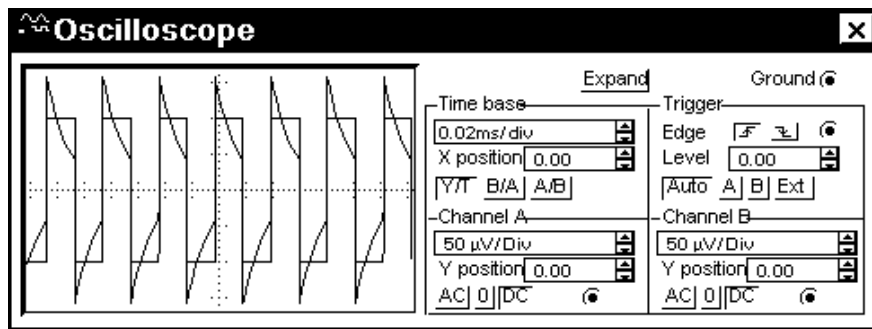 Oscilloscope
Expand Ground
Time base Trigger
0.02ms/div Edge
X position 0.00 Level 0.00
Y/T B/A A/B Auto A B Ext
Channel A Channel B
50 µV/Div 50 µV/Div
Y position 0.00 Y position 0.00
AC 0 DC AC 0 DC